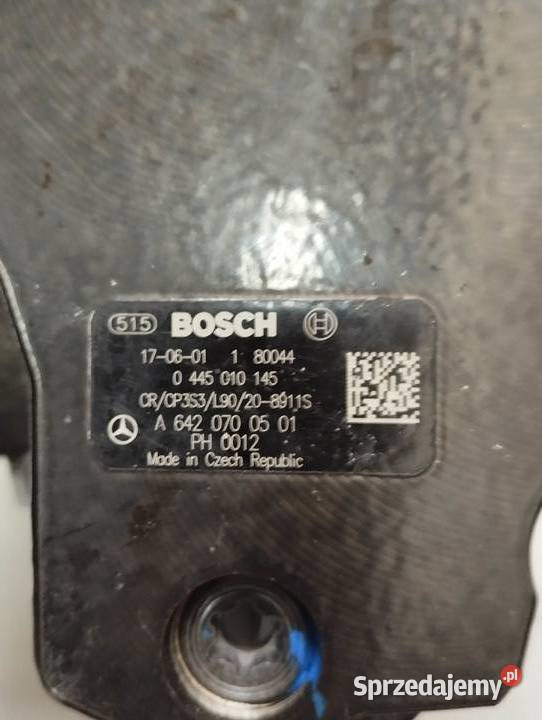 515 BOSCH H
17-06-01 1 80044
0 445 010 145
CR/CP3S3/L90/20-8911S
A 642 070 05 01
PH 0012
Made in Czech Republic
Sprzedajemy.pl